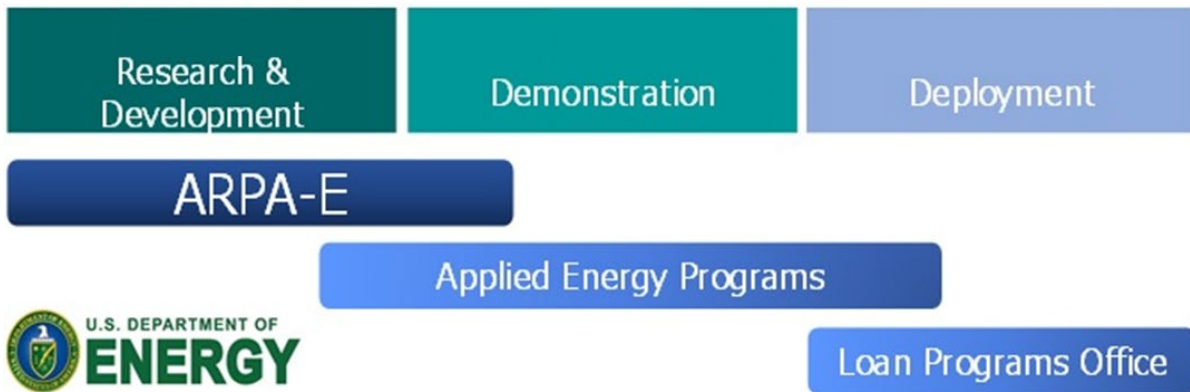 Research &
Development
Demonstration
Deployment
ARPA-E
Applied Energy Programs
U.S. DEPARTMENT OF
ENERGY
Loan Programs Office